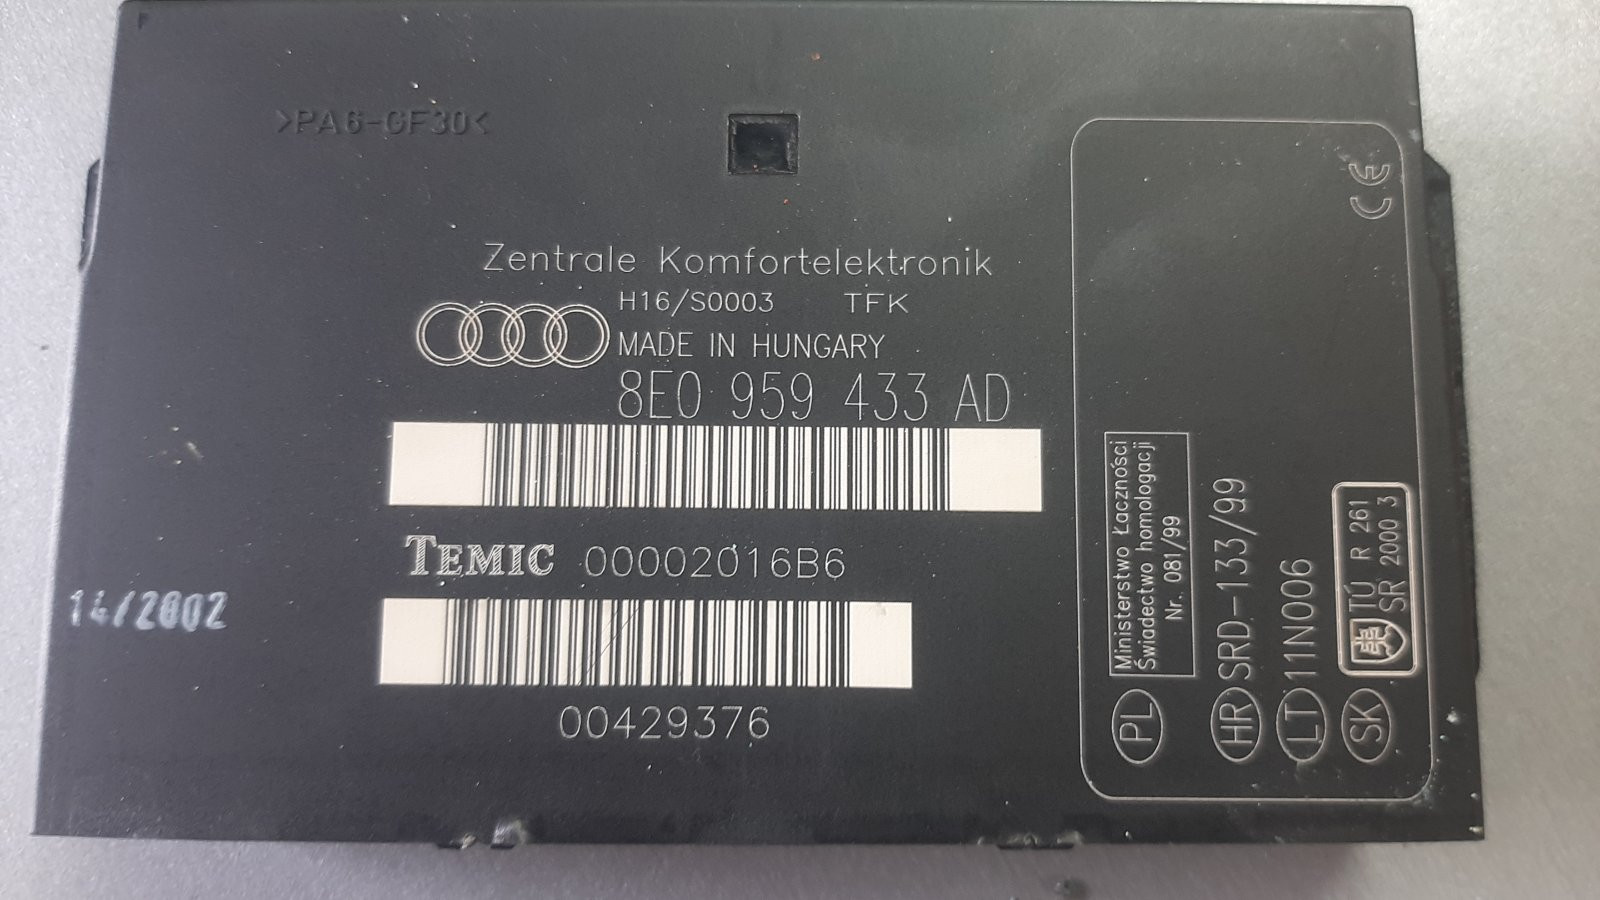 >PA6-GF30<
Zentrale Komfortelektronik
H16/S0003 TFK
MADE IN HUNGARY
8E0 959 433 AD
TEMIC 00002016B6
14/2002
00429376
CE
PL
Ministerstwo Łączności
Świadectwo homologacji
Nr. 081/99
HR SRD-133/99
LT 11N006
SK
TÚ R 261
SR 2000 3